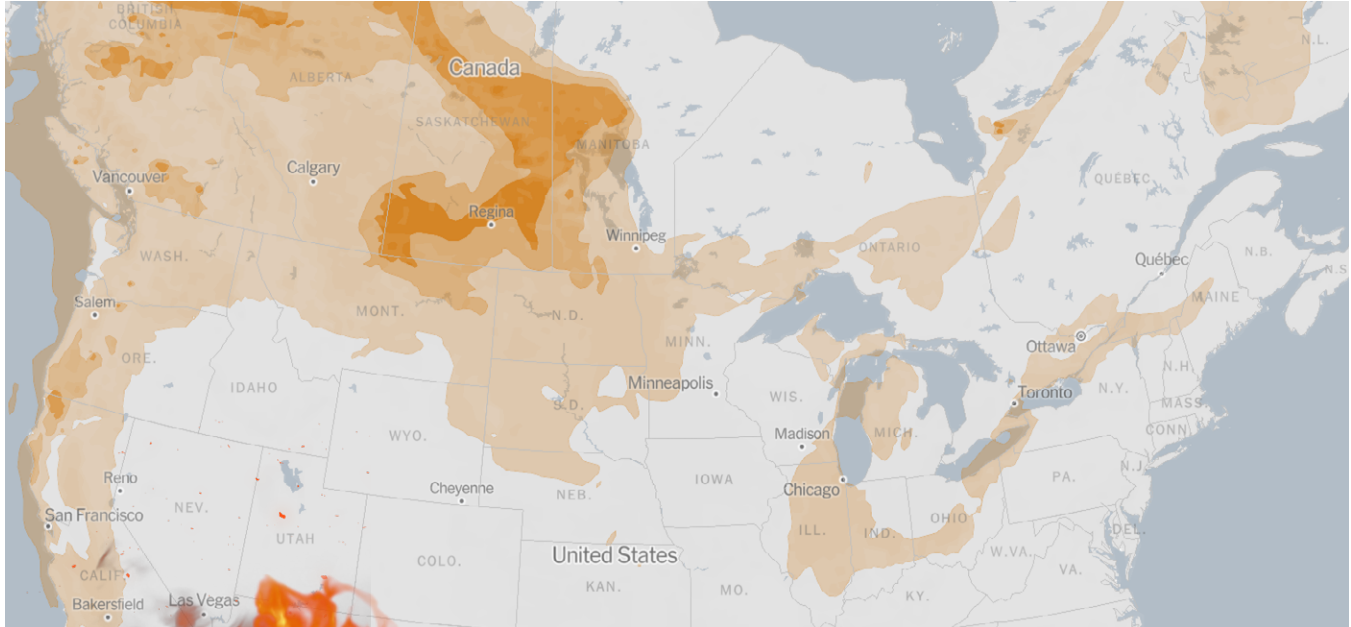 BRITISH
COLUMBIA
N.L.
Canada
ALBERTA
SASKATCHEWAN
MANITOBA
Calgary
Vancouver
QUÉBEC
Regina
Winnipeg
ONTARIO
N.B.
WASH.
Québec
N.S.
MAINE
Salem
MONT.
N.D.
MINN.
Ottawa
ORE.
N.H.
IDAHO
Minneapolis
WIS.
Toronto
N.Y.
S.D.
MASS.
WYO.
Madison
MICH.
CONN.
N.J.
Reno
Cheyenne
NEB.
IOWA
Chicago
PA.
NEV.
San Francisco
ILL.
IND.
OHIO
DEL.
UTAH
COLO.
United States
W.VA.
CALIF.
KAN.
MO.
KY.
VA.
Bakersfield
Las Vegas